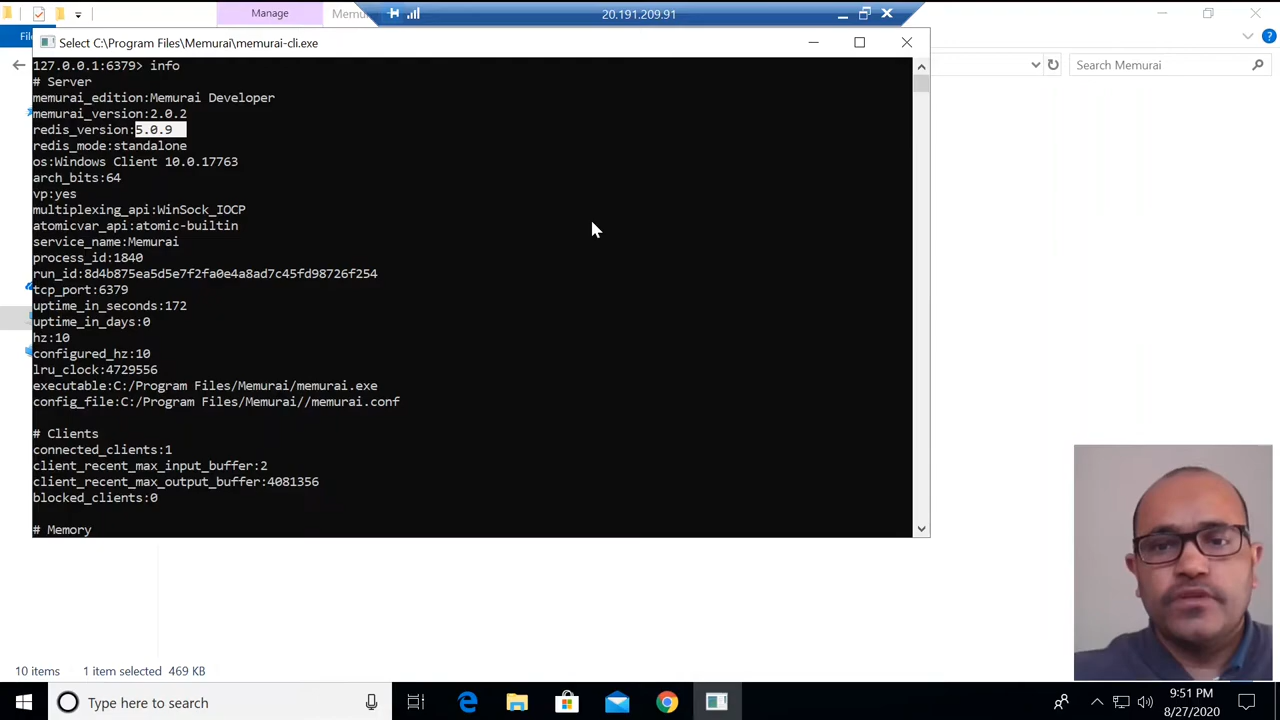 Manage
Memu
20.191.209.91
Fil
Select C:\Program Files\Memurai\memurai-cli.exe
Search Memurai
127.0.0.1:6379> info
# Server
memurai_edition:Memurai Developer
memurai_version:2.0.2
redis_version:5.0.9
redis_mode:standalone
os:Windows Client 10.0.17763
arch_bits:64
vp:yes
multiplexing_api:WinSock_IOCP
atomicvar_api:atomic-builtin
service_name:Memurai
process_id:1840
run_id:8d4b875ea5d5e7f2fa0e4a8ad7c45fd98726f254
tcp_port:6379
uptime_in_seconds:172
uptime_in_days:0
hz:10
configured_hz:10
lru_clock:4729556
executable:C:/Program Files/Memurai/memurai.exe
config_file:C:/Program Files/Memurai//memurai.conf
# Clients
connected_clients:1
client_recent_max_input_buffer:2
client_recent_max_output_buffer:4081356
blocked_clients:0
# Memory
10 items 1 item selected 469 KB
Type here to search
9:51 PM
8/27/2020